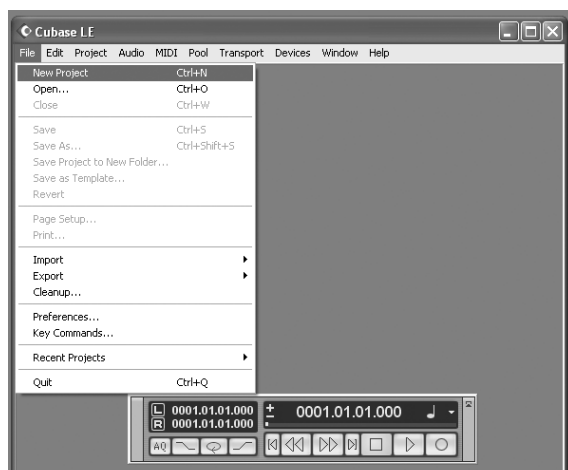 Cubase LE
File Edit Project Audio MIDI Pool Transport Devices Window Help
New Project Ctrl+N
Open... Ctrl+O
Close Ctrl+W
Save Ctrl+S
Save As... Ctrl+Shift+S
Save Project to New Folder...
Save as Template...
Revert
Page Setup...
Print...
Import
Export
Cleanup...
Preferences...
Key Commands...
Recent Projects
Quit Ctrl+Q
L 0001.01.01.000 0001.01.01.000
R 0001.01.01.000
AQ